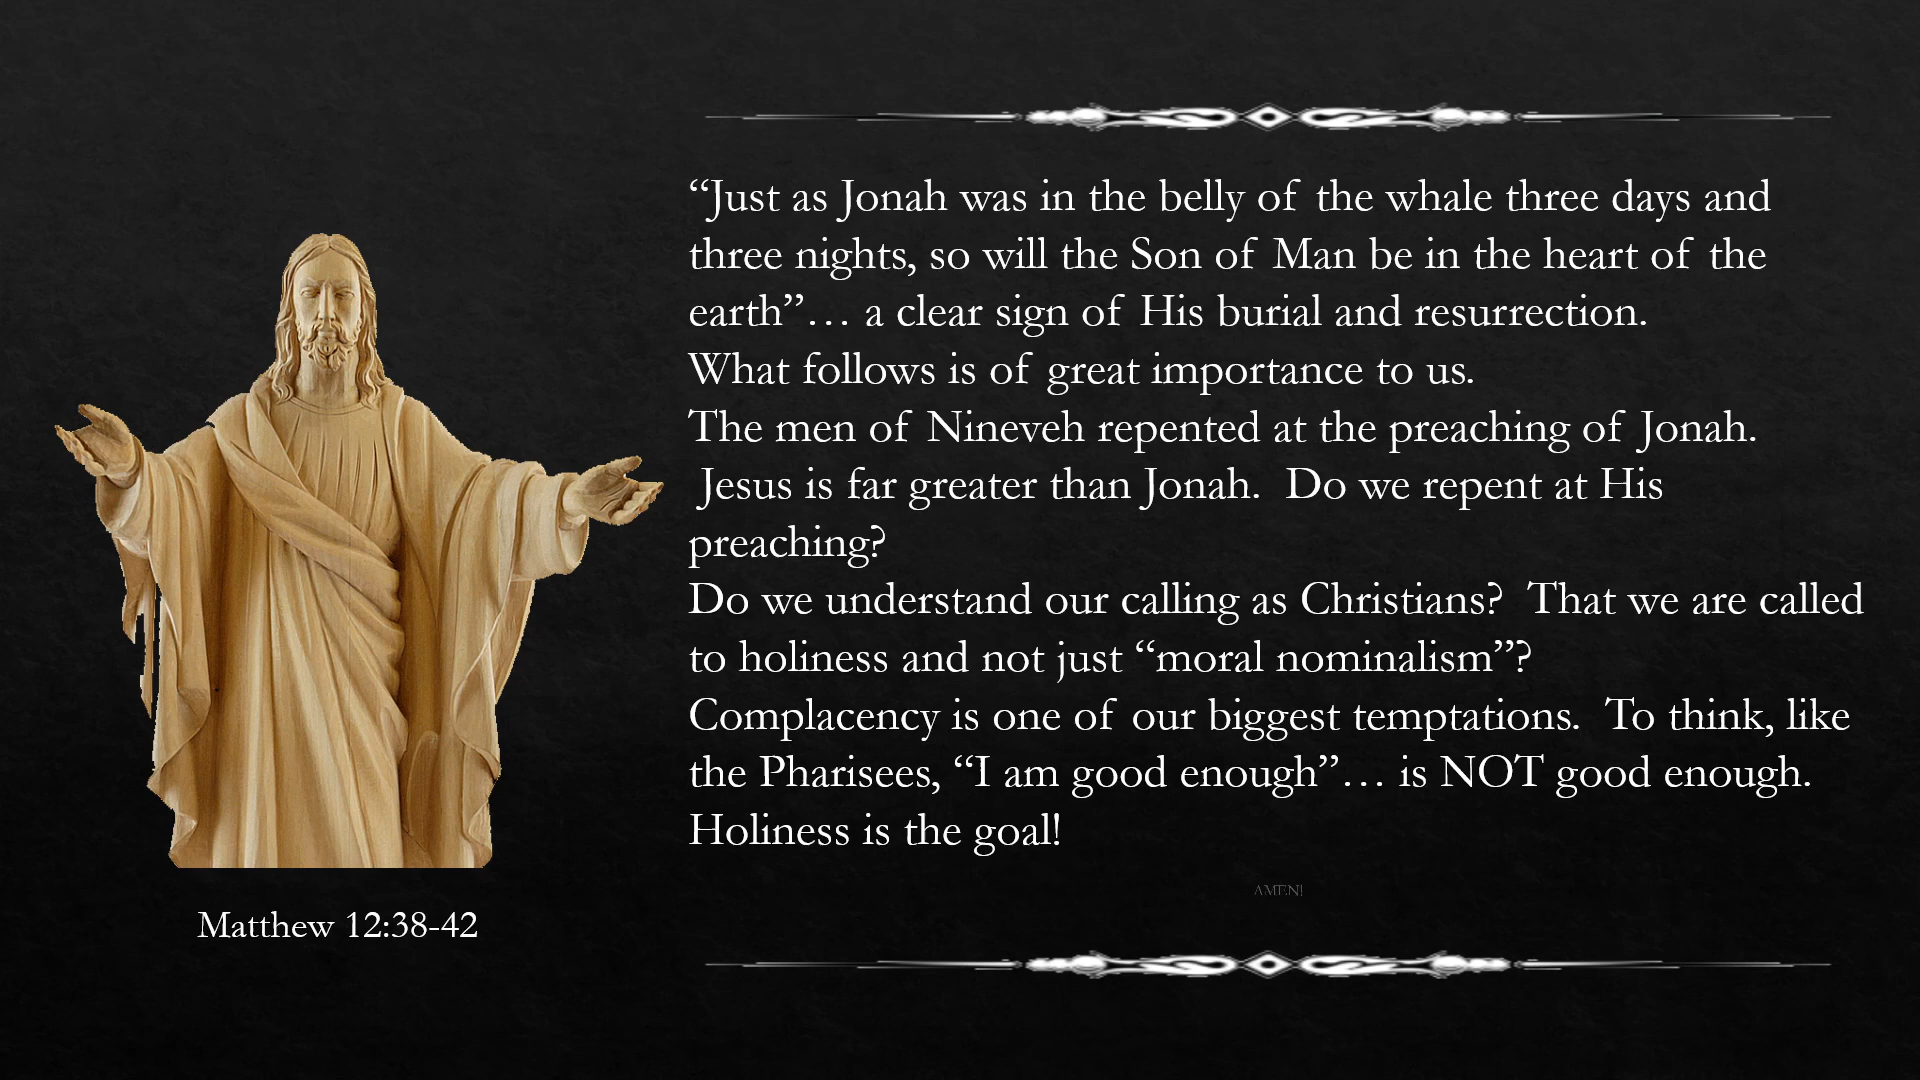 “Just as Jonah was in the belly of the whale three days and
three nights, so will the Son of Man be in the heart of the
earth”… a clear sign of His burial and resurrection.
What follows is of great importance to us.
The men of Nineveh repented at the preaching of Jonah.
Jesus is far greater than Jonah.  Do we repent at His
preaching?
Do we understand our calling as Christians?  That we are called
to holiness and not just “moral nominalism”?
Complacency is one of our biggest temptations.  To think, like
the Pharisees, “I am good enough”… is NOT good enough.
Holiness is the goal!
AMEN!
Matthew 12:38-42